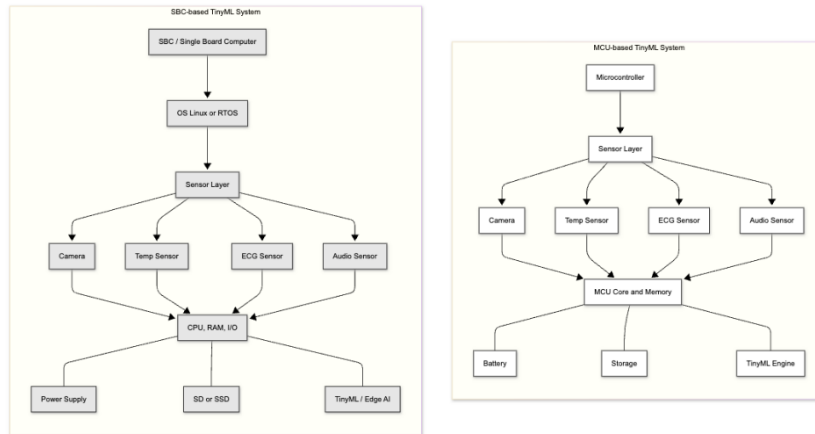 SBC-based TinyML System
SBC / Single Board Computer
OS Linux or RTOS
Sensor Layer
Camera
Temp Sensor
ECG Sensor
Audio Sensor
CPU, RAM, I/O
Power Supply
SD or SSD
TinyML / Edge AI
MCU-based TinyML System
Microcontroller
Sensor Layer
Camera
Temp Sensor
ECG Sensor
Audio Sensor
MCU Core and Memory
Battery
Storage
TinyML Engine